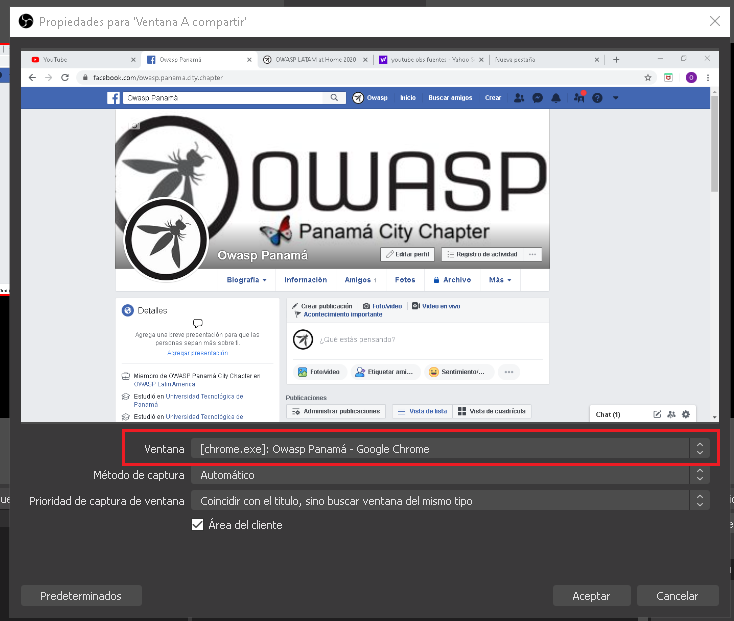 Propiedades para 'Ventana A compartir'
YouTube
Owasp Panamá
OWASP LATAM at Home 2020
youtube obs fuentes - Yahoo
Nueva pestaña
facebook.com/owasp.panama.city.chapter
Owasp Panamá
Owasp
Inicio
Buscar amigos
Crear
OWASP
Panamá City Chapter
Owasp Panamá
Editar perfil
Registro de actividad
Biografía
Información
Amigos 1
Fotos
Archivo
Más
Detalles
Agrega una breve presentación para que las
personas sepan más sobre ti.
Agregar presentación
Miembro de OWASP Panamá City Chapter en
OWASP Latin America
Estudió en Universidad Tecnológica de
Panamá
Estudió en Universidad Tecnológica de
Crear publicación
Foto/video
Video en vivo
Acontecimiento importante
¿Qué estás pensando?
Foto/video
Etiquetar ami...
Sentimiento/...
Publicaciones
Administrar publicaciones
Vista de lista
Vista de cuadrícula
Chat (1)
Ventana
[chrome.exe]: Owasp Panamá - Google Chrome
Método de captura
Automático
Prioridad de captura de ventana
Coincidir con el titulo, sino buscar ventana del mismo tipo
Área del cliente
Predeterminados
Aceptar
Cancelar